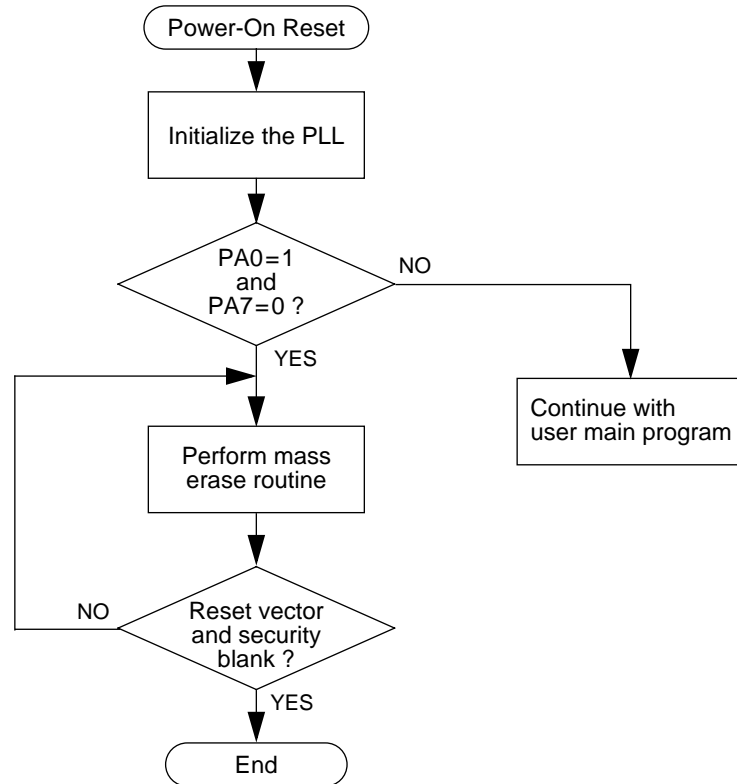 Power-On Reset
Initialize the PLL
PA0=1
and
PA7=0 ?
NO
YES
Continue with
user main program
Perform mass
erase routine
NO
Reset vector
and security
blank ?
YES
End